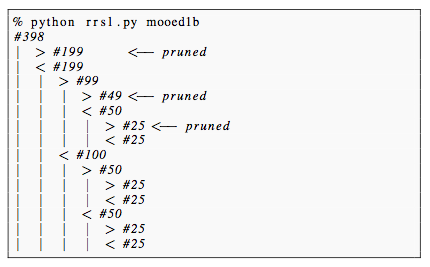 % python rrsl.py mooedlb
#398
| > #199 <— pruned
| < #199
| | > #99
| | | > #49 <— pruned
| | | < #50
| | | | > #25 <— pruned
| | | | < #25
| | < #100
| | | > #50
| | | | > #25
| | | | < #25
| | | < #50
| | | | > #25
| | | | < #25